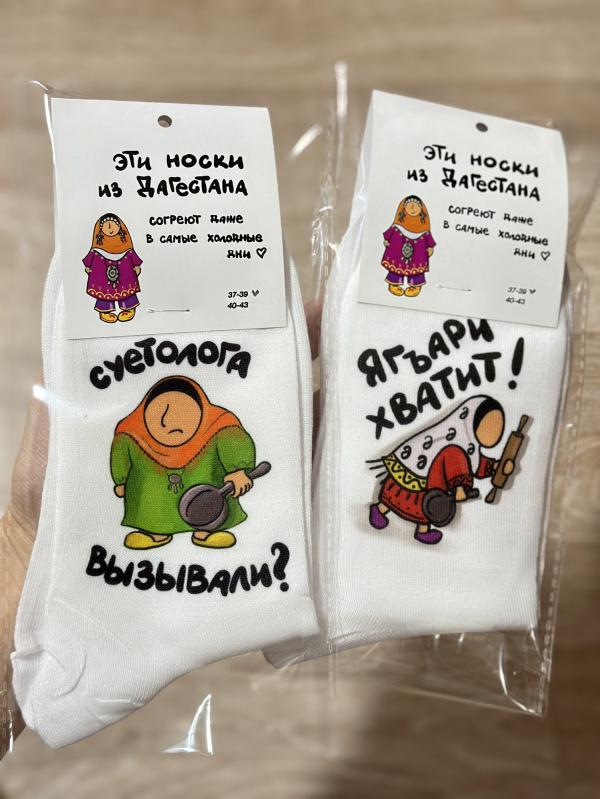 ЭТИ НОСКИ
ИЗ ДАГЕСТАНА
СОГРЕЮТ ДАЖЕ
В САМЫЕ ХОЛОДНЫЕ
ДНИ ♡
37-39 ♥
40-43
СУЕТОЛОГА
ВЫЗЫВАЛИ?
ЭТИ НОСКИ
ИЗ ДАГЕСТАНА
СОГРЕЮТ ДАЖЕ
В САМЫЕ ХОЛОДНЫЕ
ДНИ ♡
37-39 ♥
40-43
ЯГЪАРИ
ХВАТИТ!